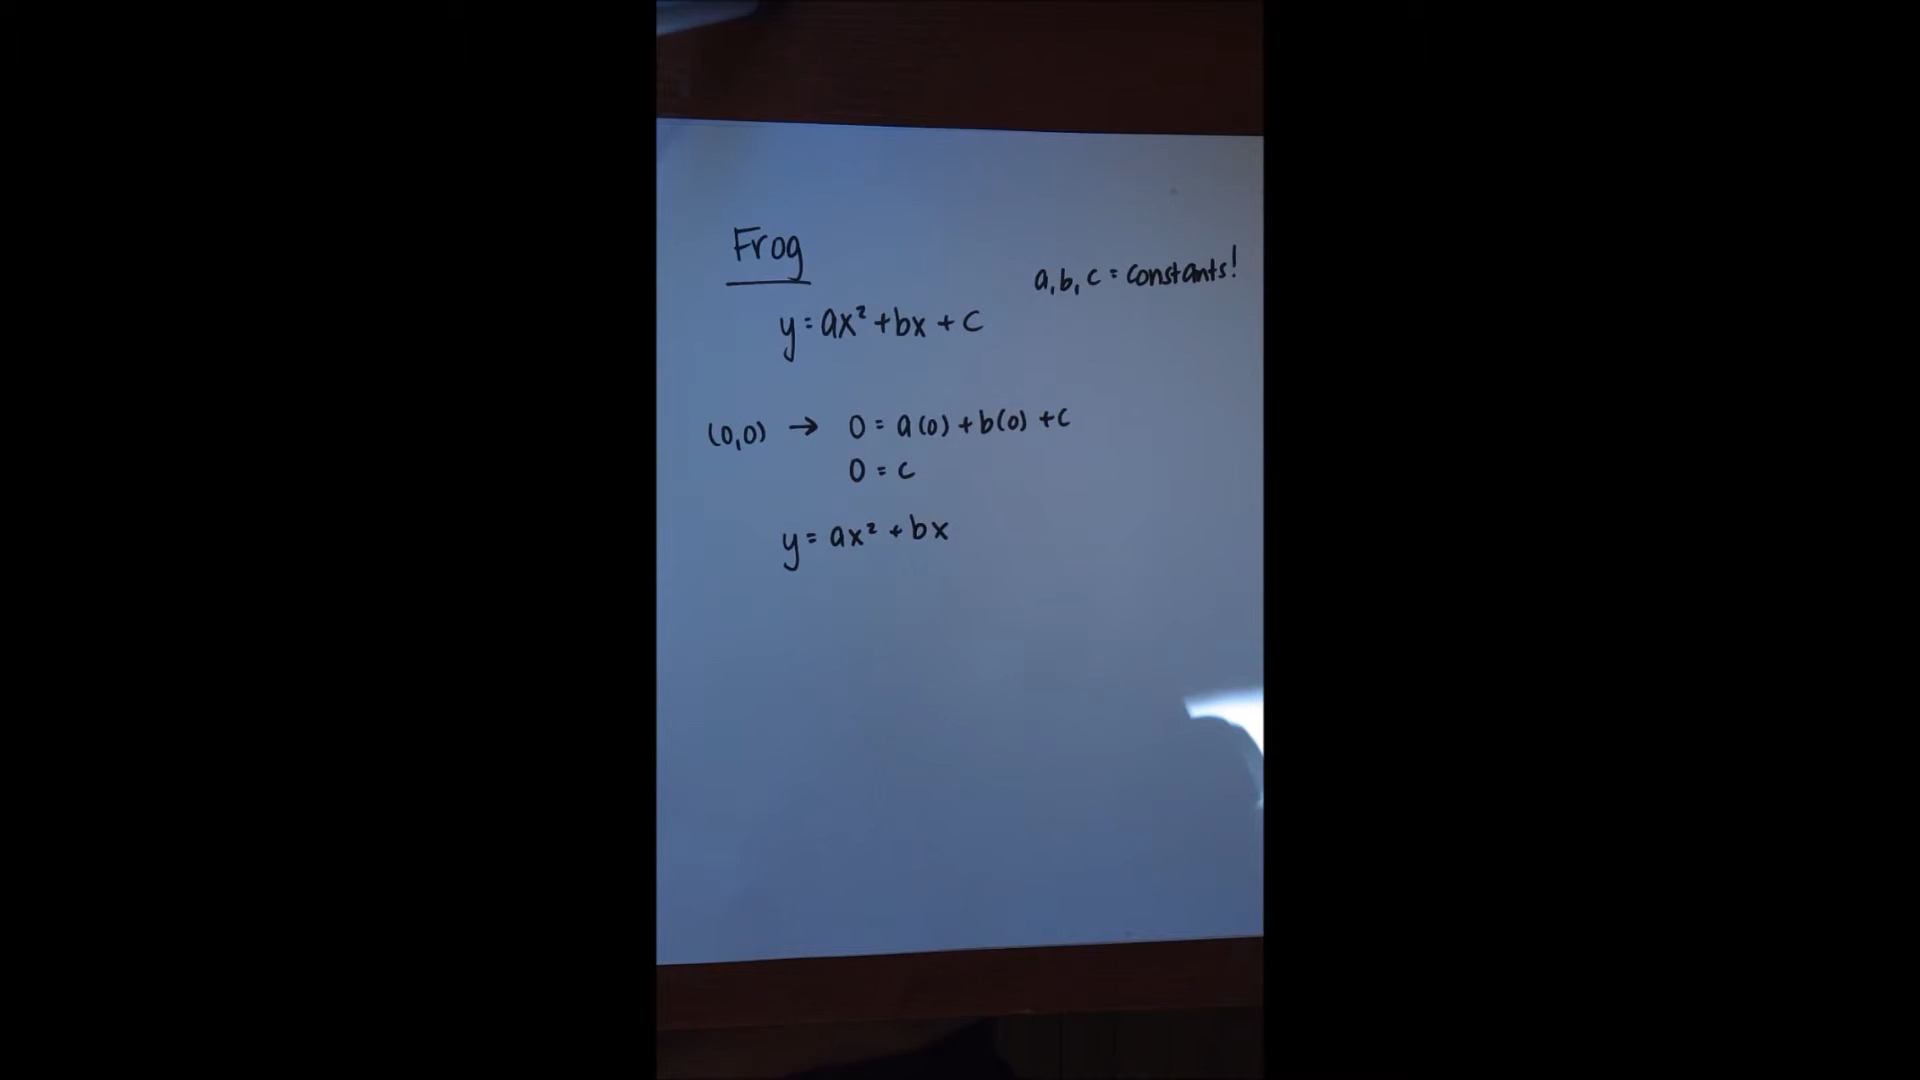 Frog
a, b, c = constants!
y = ax² + bx + c
(0,0) → 0 = a(0) + b(0) + c
0 = c
y = ax² + bx